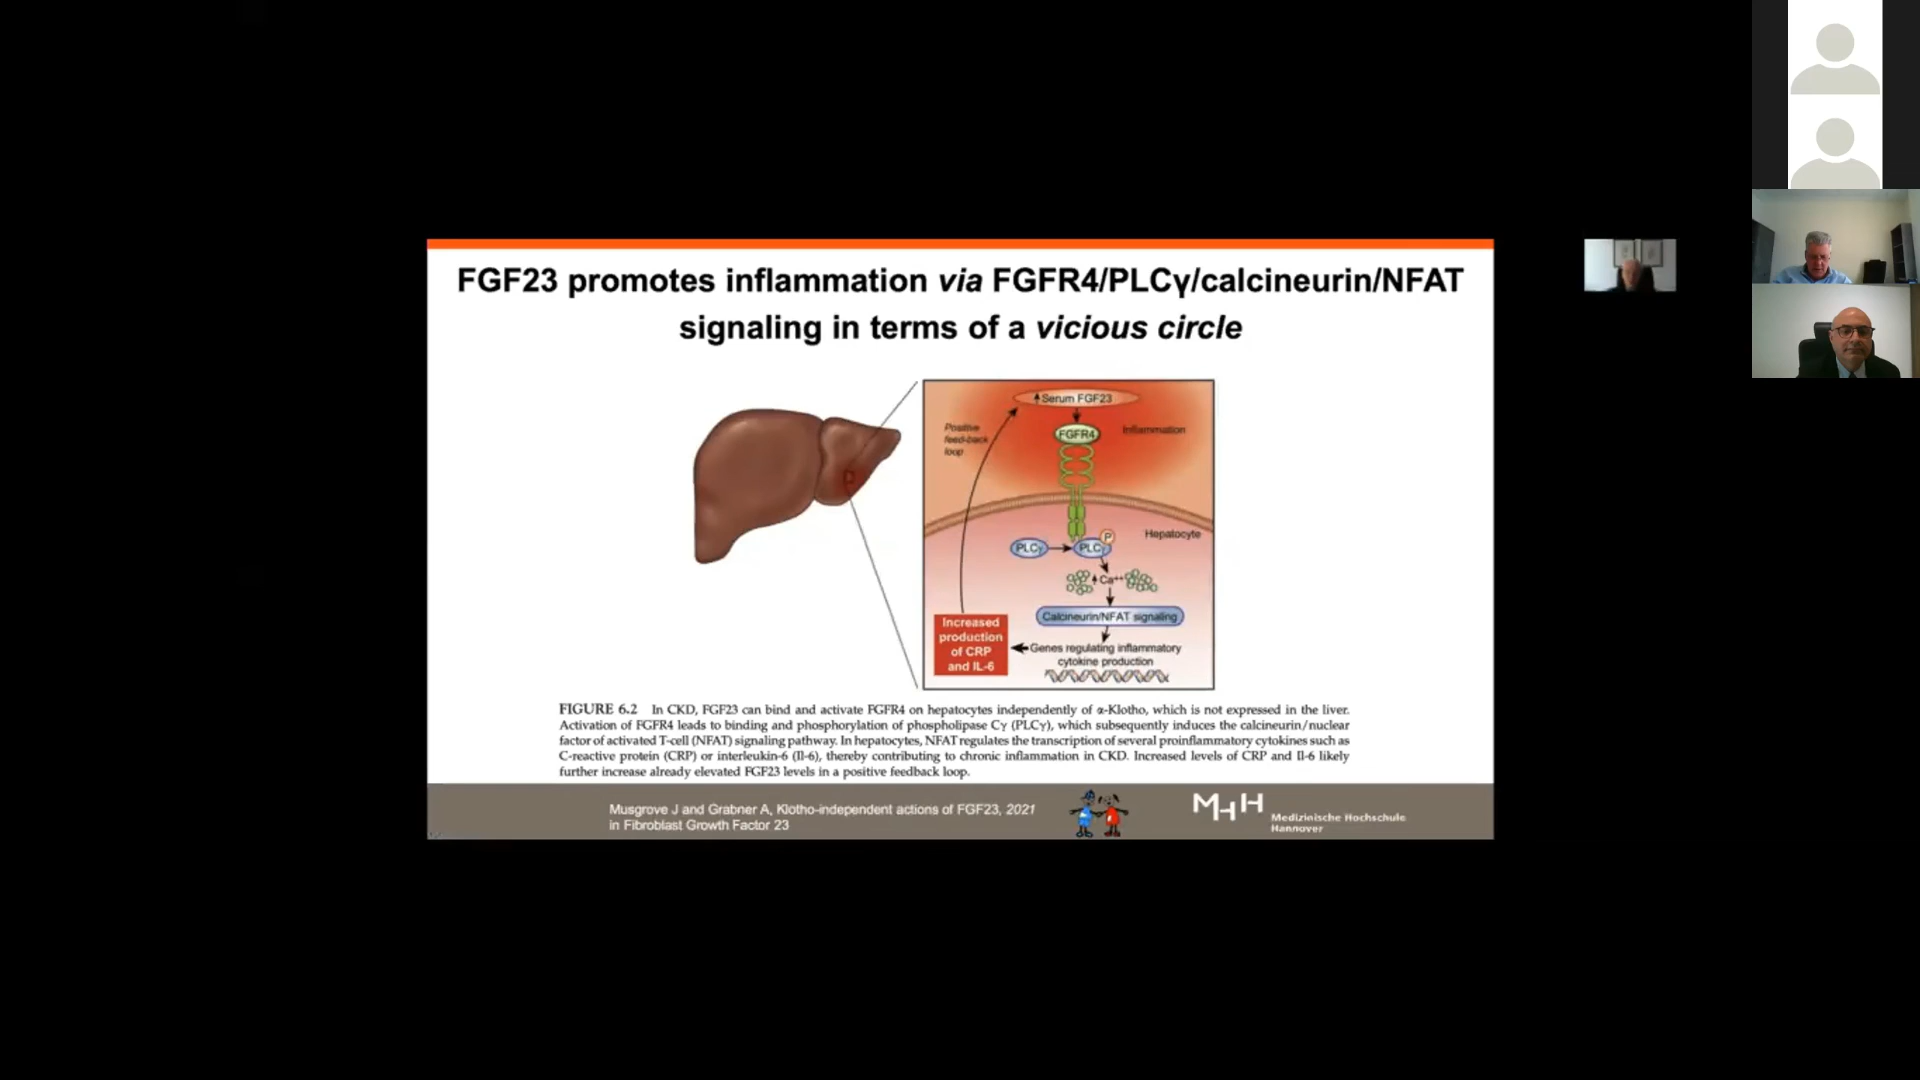 FGF23 promotes inflammation via FGFR4/PLCγ/calcineurin/NFAT
signaling in terms of a vicious circle
Serum FGF23
Positive
feed-back
loop
FGFR4
Inflammation
Hepatocyte
P
PLCγ
PLCγ
Ca++
Calcineurin/NFAT signaling
Increased
production
of CRP
and IL-6
Genes regulating inflammatory
cytokine production
FIGURE 6.2 In CKD, FGF23 can bind and activate FGFR4 on hepatocytes independently of α-Klotho, which is not expressed in the liver.
Activation of FGFR4 leads to binding and phosphorylation of phospholipase Cγ (PLCγ), which subsequently induces the calcineurin/nuclear
factor of activated T-cell (NFAT) signaling pathway. In hepatocytes, NFAT regulates the transcription of several proinflammatory cytokines such as
C-reactive protein (CRP) or interleukin-6 (Il-6), thereby contributing to chronic inflammation in CKD. Increased levels of CRP and Il-6 likely
further increase already elevated FGF23 levels in a positive feedback loop.
Musgrove J and Grabner A, Klotho-independent actions of FGF23, 2021
in Fibroblast Growth Factor 23
MHH
Medizinische Hochschule
Hannover